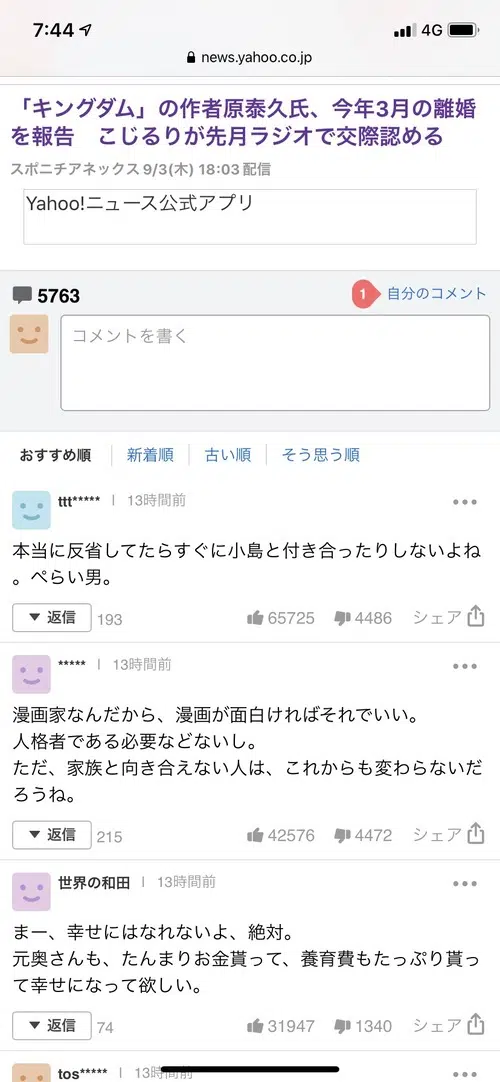 7:44
4G
news.yahoo.co.jp
「キングダム」の作者原泰久氏、今年3月の離婚
を報告　こじるりが先月ラジオで交際認める
スポニチアネックス 9/3(木) 18:03 配信
Yahoo!ニュース公式アプリ
5763
1 自分のコメント
コメントを書く
おすすめ順 新着順 古い順 そう思う順
ttt***** | 13時間前
本当に反省してたらすぐに小島と付き合ったりしないよね
。ぺらい男。
▼ 返信 193 65725 4486 シェア
***** | 13時間前
漫画家なんだから、漫画が面白ければそれでいい。
人格者である必要などないし。
ただ、家族と向き合えない人は、これからも変わらないだ
ろうね。
▼ 返信 215 42576 4472 シェア
世界の和田 | 13時間前
まー、幸せにはなれないよ、絶対。
元奥さんも、たんまりお金貰って、養育費もたっぷり貰っ
て幸せになって欲しい。
▼ 返信 74 31947 1340 シェア
tos***** | 13時間前